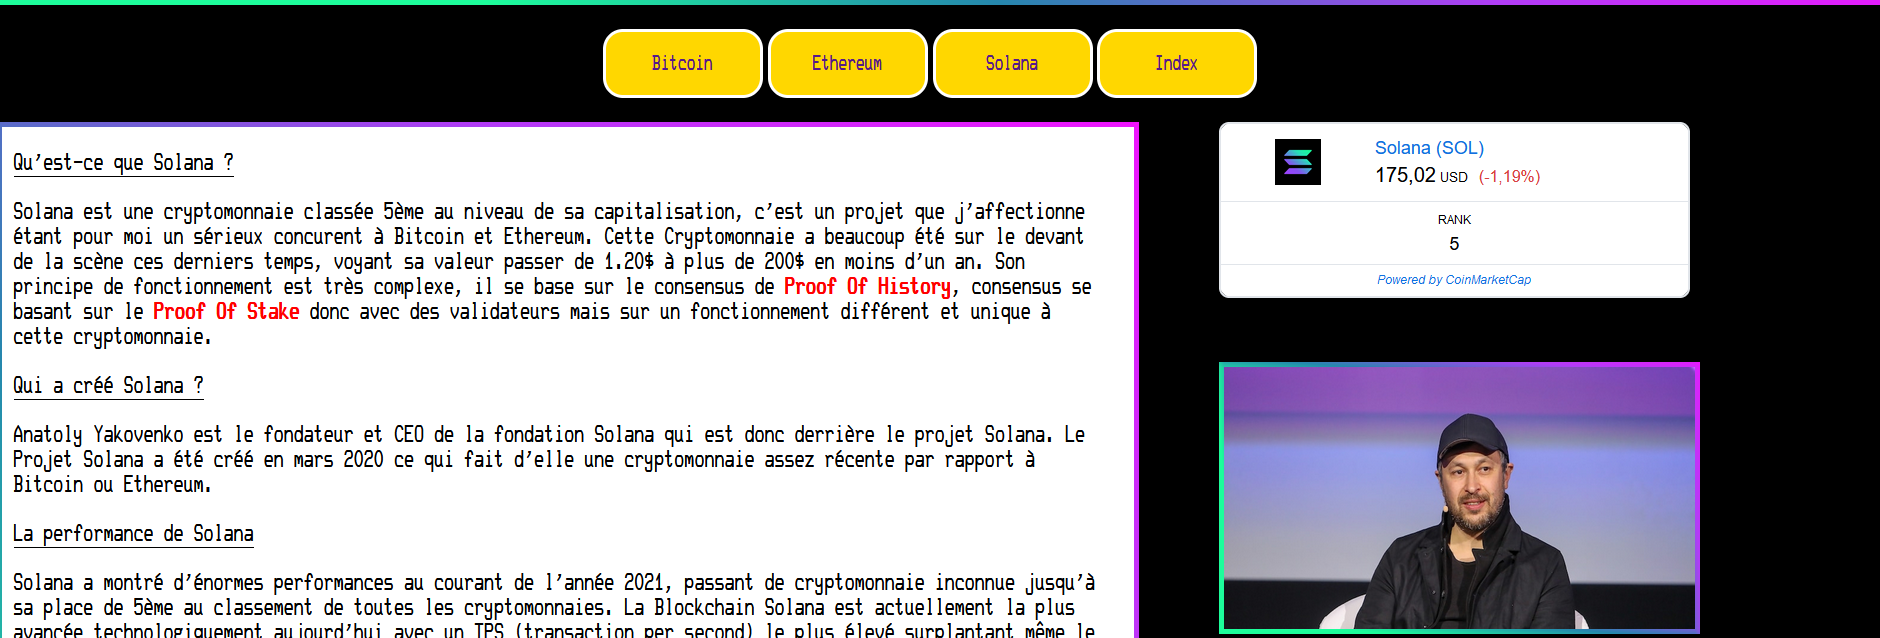 Bitcoin
Ethereum
Solana
Index
Qu'est-ce que Solana ?
Solana est une cryptomonnaie classée 5ème au niveau de sa capitalisation, c'est un projet que j'affectionne
étant pour moi un sérieux concurent à Bitcoin et Ethereum. Cette Cryptomonnaie a beaucoup été sur le devant
de la scène ces derniers temps, voyant sa valeur passer de 1.20$ à plus de 200$ en moins d'un an. Son
principe de fonctionnement est très complexe, il se base sur le consensus de Proof Of History, consensus se
basant sur le Proof Of Stake donc avec des validateurs mais sur un fonctionnement différent et unique à
cette cryptomonnaie.
Qui a créé Solana ?
Anatoly Yakovenko est le fondateur et CEO de la fondation Solana qui est donc derrière le projet Solana. Le
Projet Solana a été créé en mars 2020 ce qui fait d'elle une cryptomonnaie assez récente par rapport à
Bitcoin ou Ethereum.
La performance de Solana
Solana a montré d'énormes performances au courant de l'année 2021, passant de cryptomonnaie inconnue jusqu'à
sa place de 5ème au classement de toutes les cryptomonnaies. La Blockchain Solana est actuellement la plus
avancée technologiquement aujourd'hui avec un TPS (transaction per second) le plus élevé surplantant même le
Solana (SOL)
175,02 USD (-1,19%)
RANK
5
Powered by CoinMarketCap